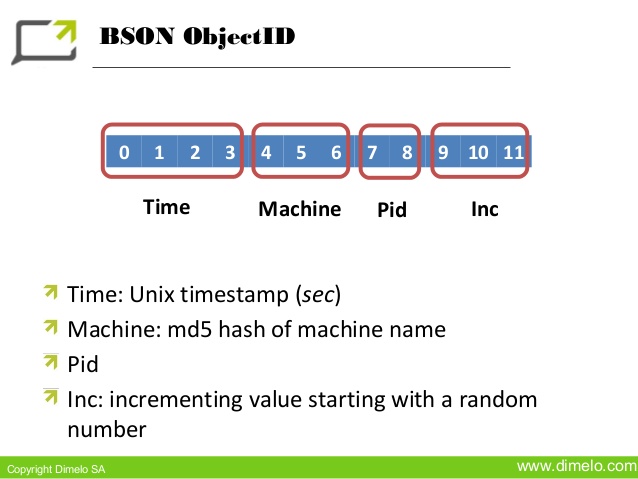 BSON ObjectID
0 1 2 3 4 5 6 7 8 9 10 11
Time Machine Pid Inc
Time: Unix timestamp (sec)
Machine: md5 hash of machine name
Pid
Inc: incrementing value starting with a random
number
Copyright Dimelo SA www.dimelo.com